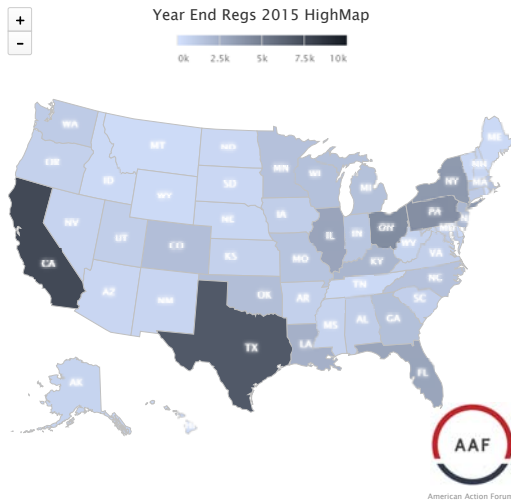 Year End Regs 2015 HighMap
+
-
0k 2.5k 5k 7.5k 10k
WA
MT
ND
ME
OR
MN
ID
SD
WI
NH
WY
MI
NY
MA
NE
IA
PA
NV
UT
CO
IL
IN
OH
MD
CA
KS
MO
WV
VA
KY
AZ
NM
OK
AR
TN
NC
SC
TX
MS
AL
GA
LA
AK
FL
AAF
American Action Forum